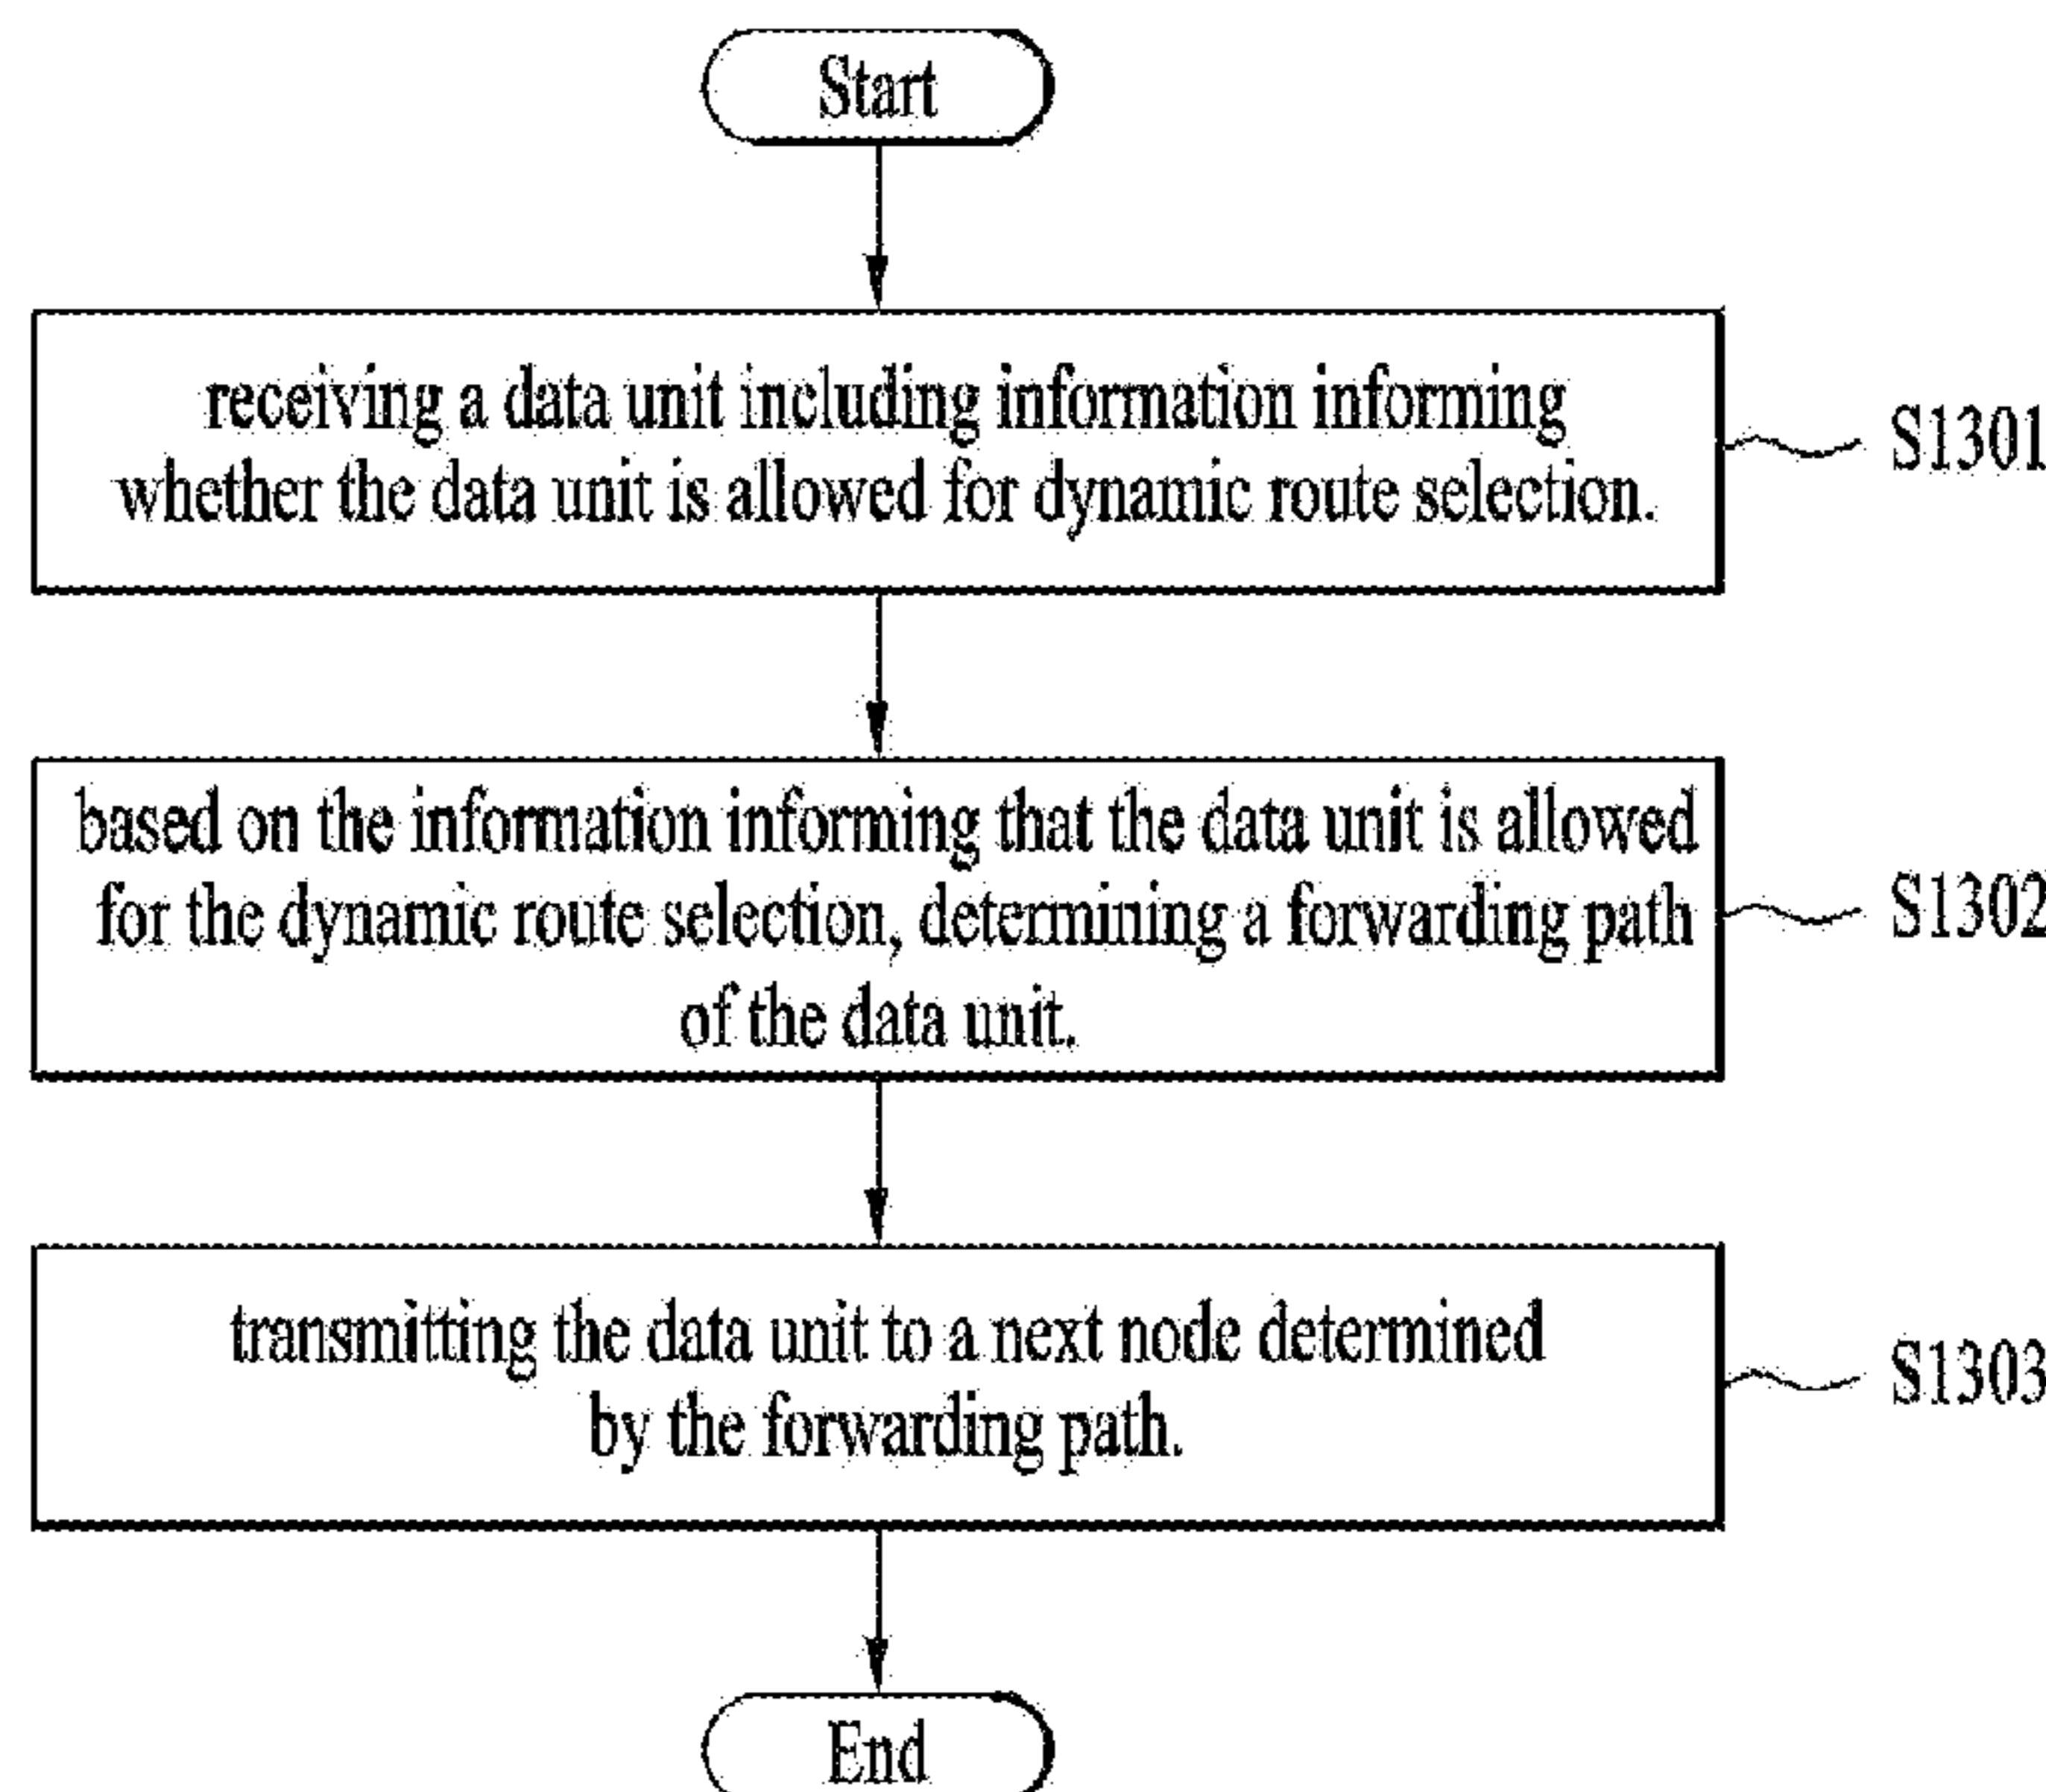 Start
receiving a data unit including information informing
whether the data unit is allowed for dynamic route selection.
S1301
based on the information informing that the data unit is allowed
for the dynamic route selection, determining a forwarding path
of the data unit.
S1302
transmitting the data unit to a next node determined
by the forwarding path.
S1303
End